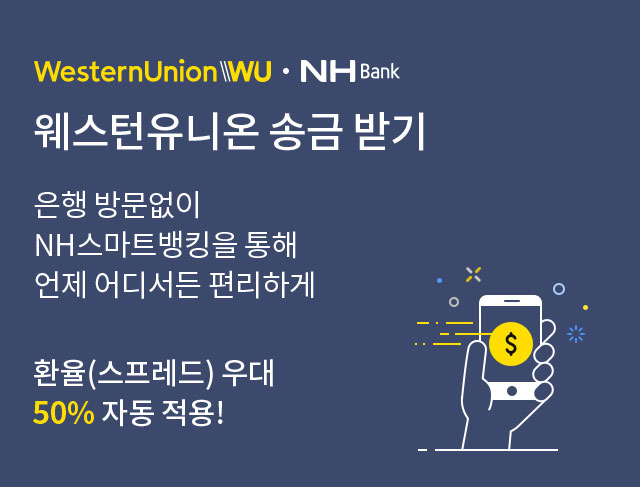 WesternUnion WU · NH Bank
웨스턴유니온 송금 받기
은행 방문없이
NH스마트뱅킹을 통해
언제 어디서든 편리하게
환율(스프레드) 우대
50% 자동 적용!
$